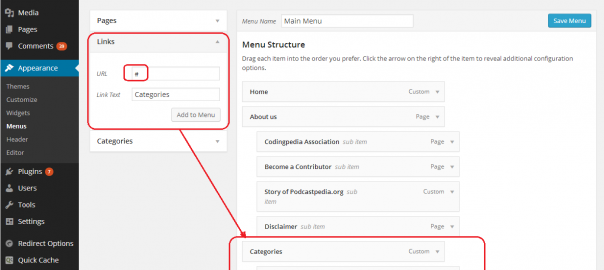 Media
Pages
Comments 28
Appearance
Themes
Customize
Widgets
Menus
Header
Editor
Plugins 7
Users
Tools
Settings
Redirect Options
Quick Cache
Pages
Links
URL #
Link Text Categories
Add to Menu
Categories
Menu Name Main Menu Save Menu
Menu Structure
Drag each item into the order you prefer. Click the arrow on the right of the item to reveal additional configuration
options.
Home Custom
About us Page
Codingpedia Association sub item Page
Become a Contributor sub item Page
Story of Podcastpedia.org sub Custom
item
Disclaimer sub item Page
Categories Custom